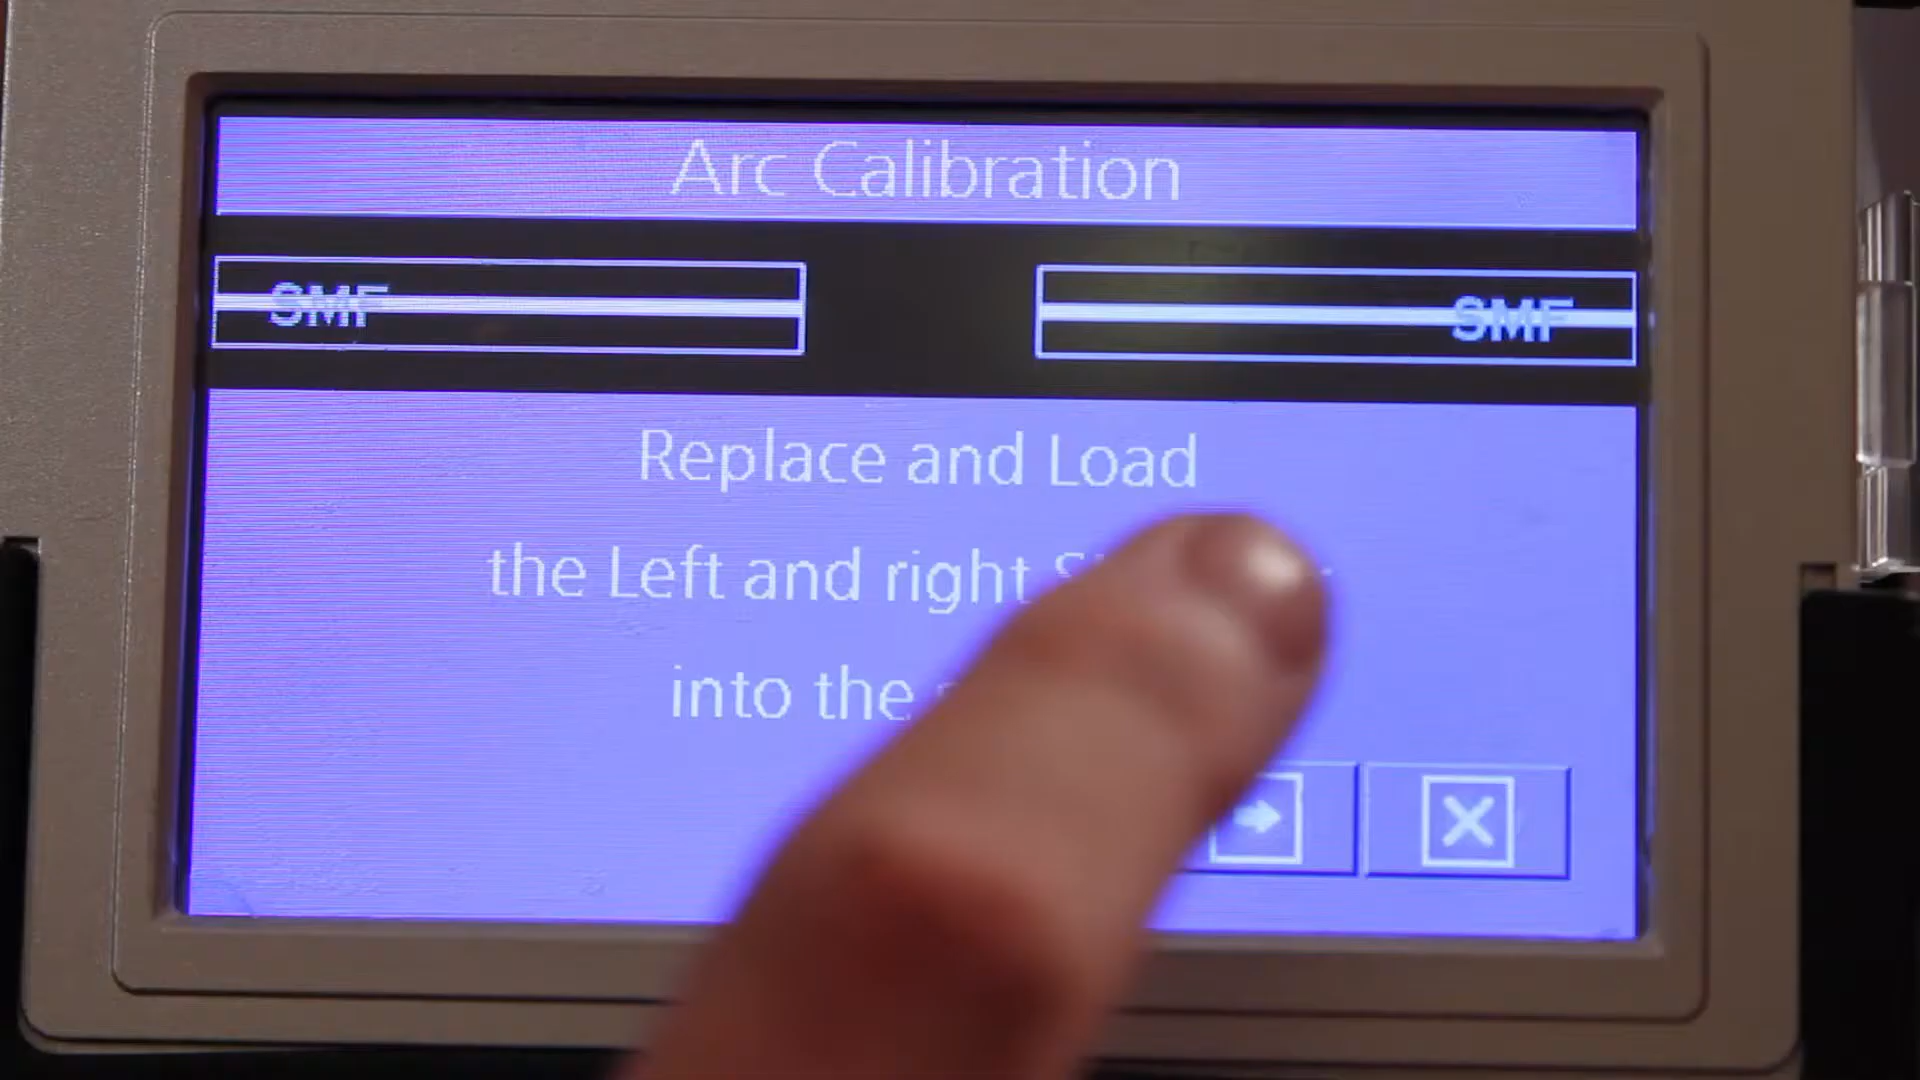 Arc Calibration
SMF
SMF
Replace and Load
the Left and right
into the